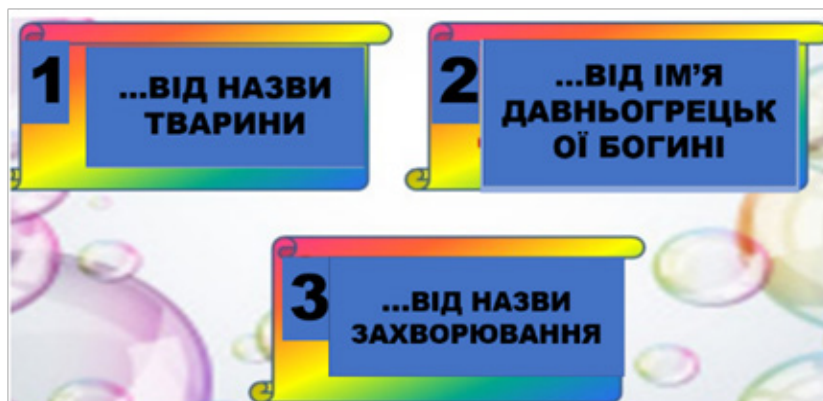 1
...ВІД НАЗВИ
ТВАРИНИ
2
...ВІД ІМ’Я
ДАВНЬОГРЕЦЬК
ОЇ БОГИНІ
3
...ВІД НАЗВИ
ЗАХВОРЮВАННЯ